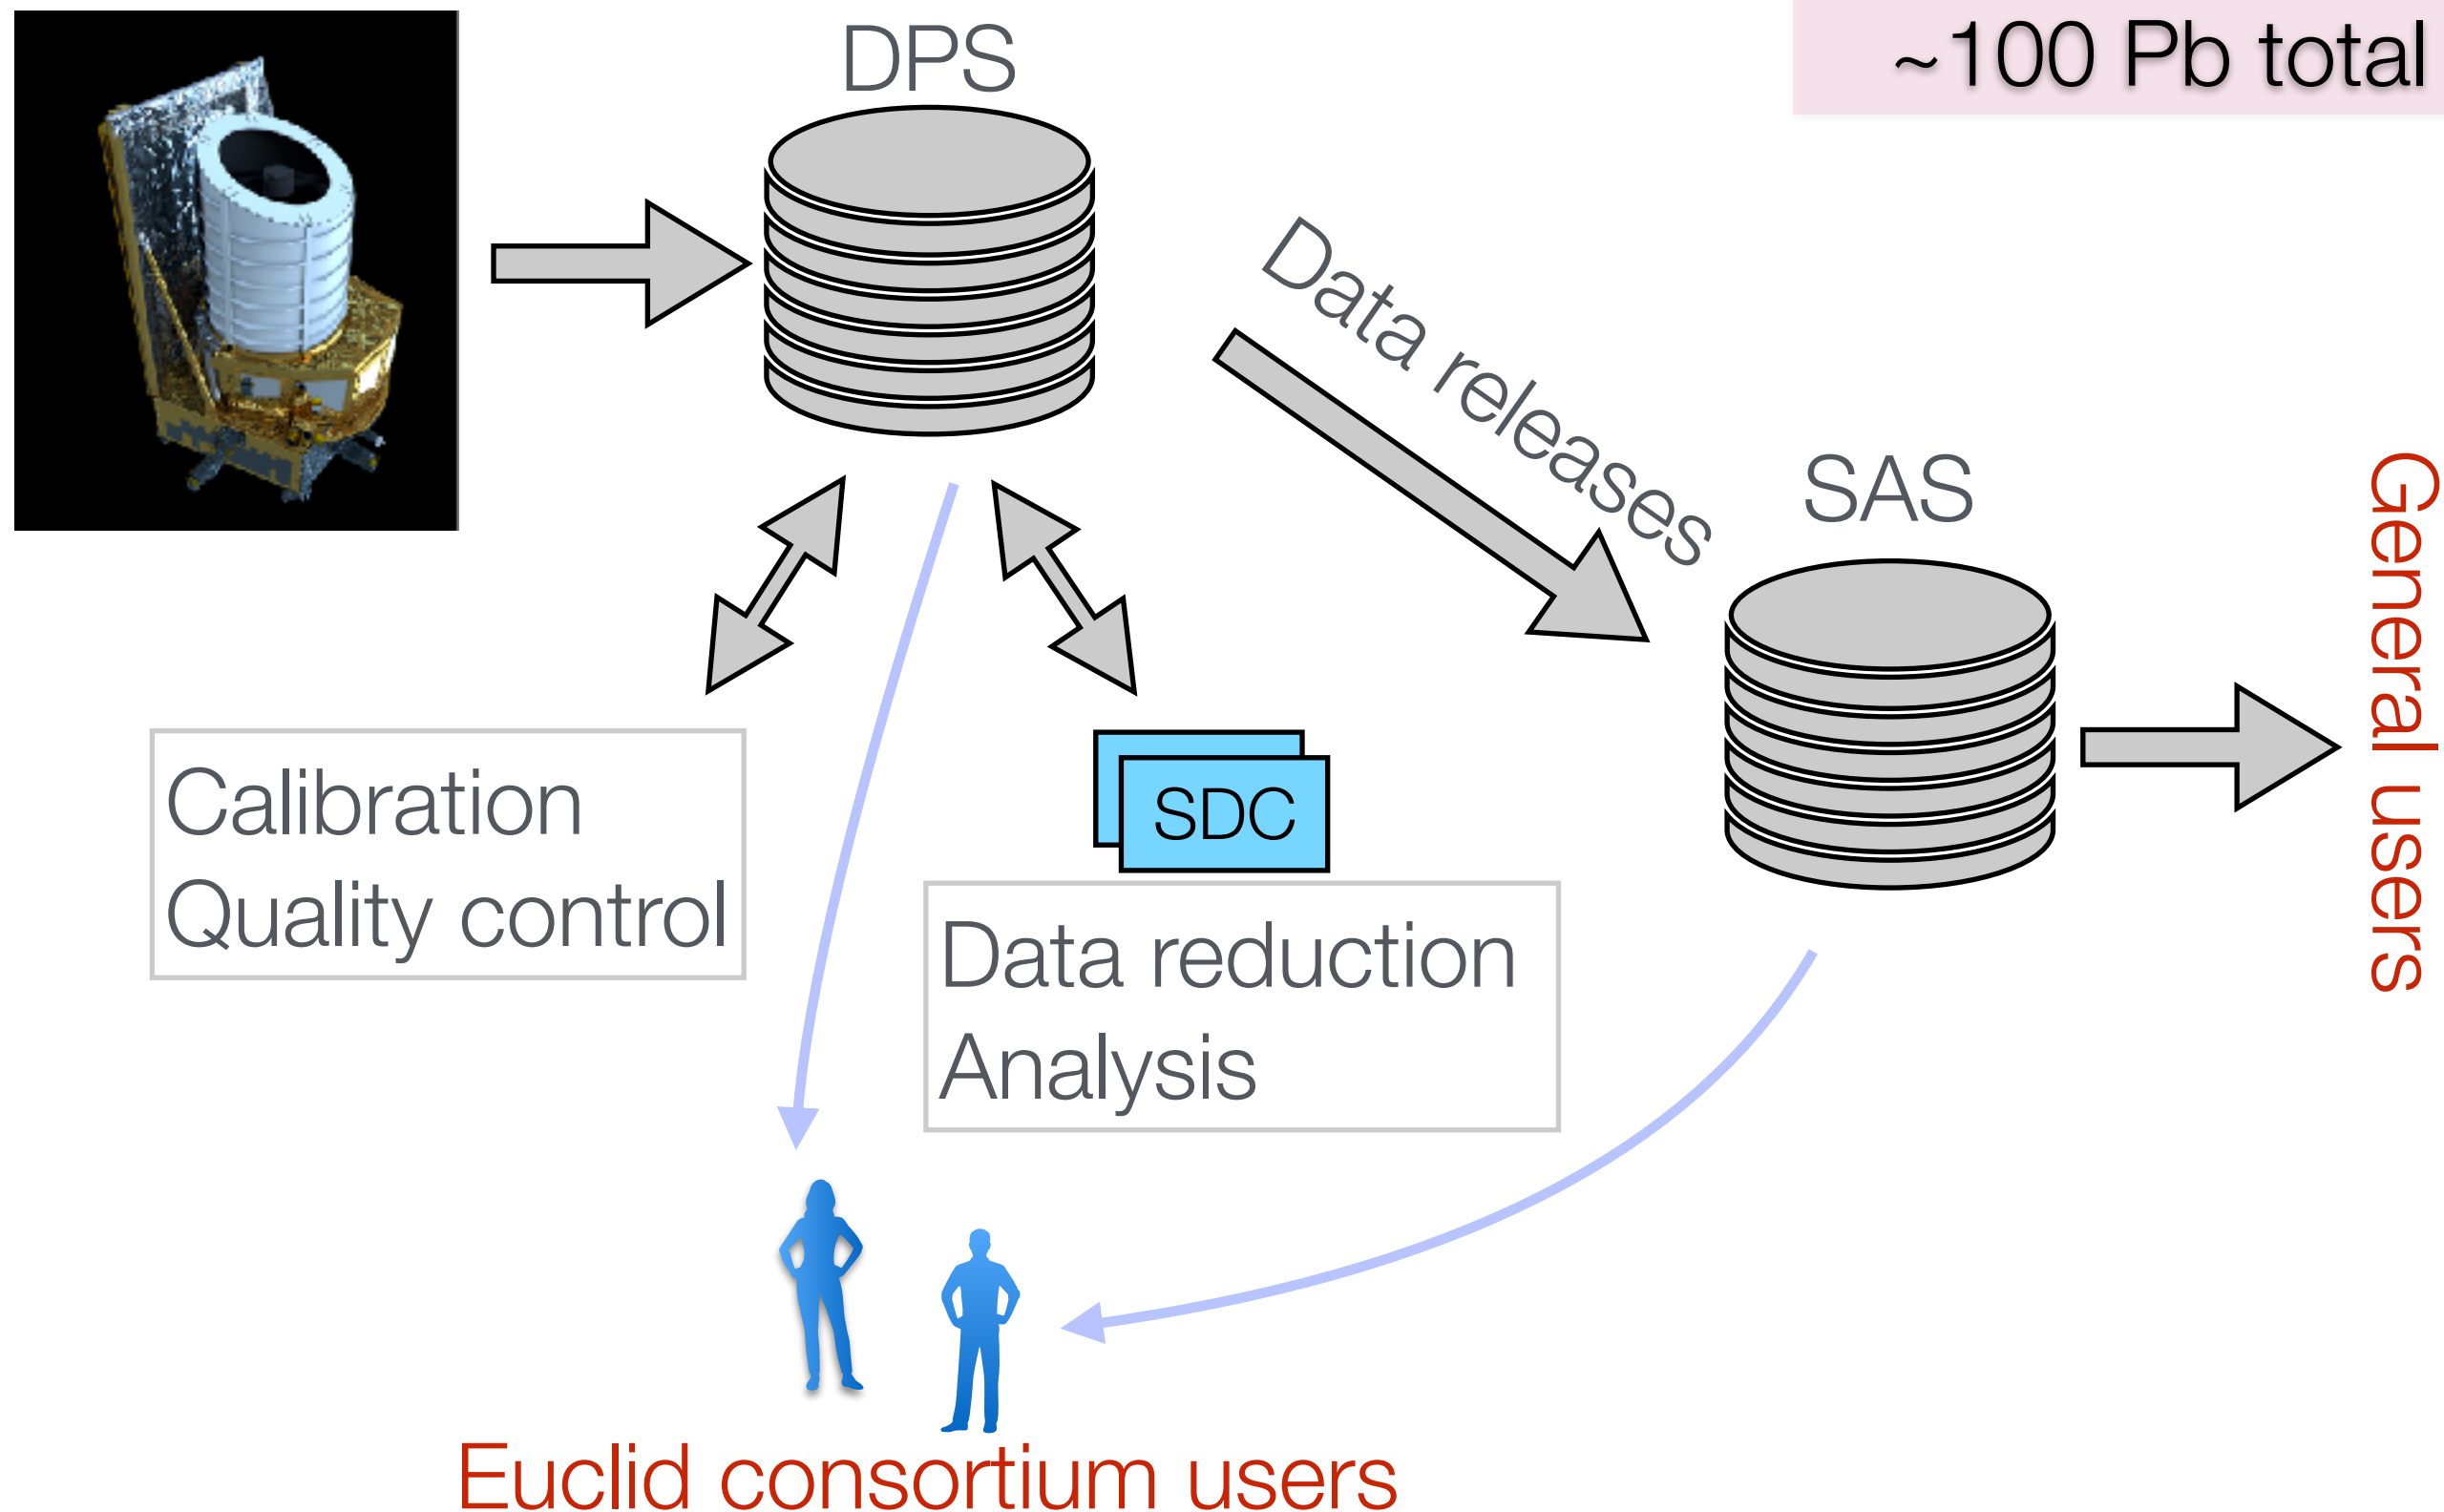 DPS
~100 Pb total
Data releases
SAS
General users
Calibration
Quality control
SDC
Data reduction
Analysis
Euclid consortium users